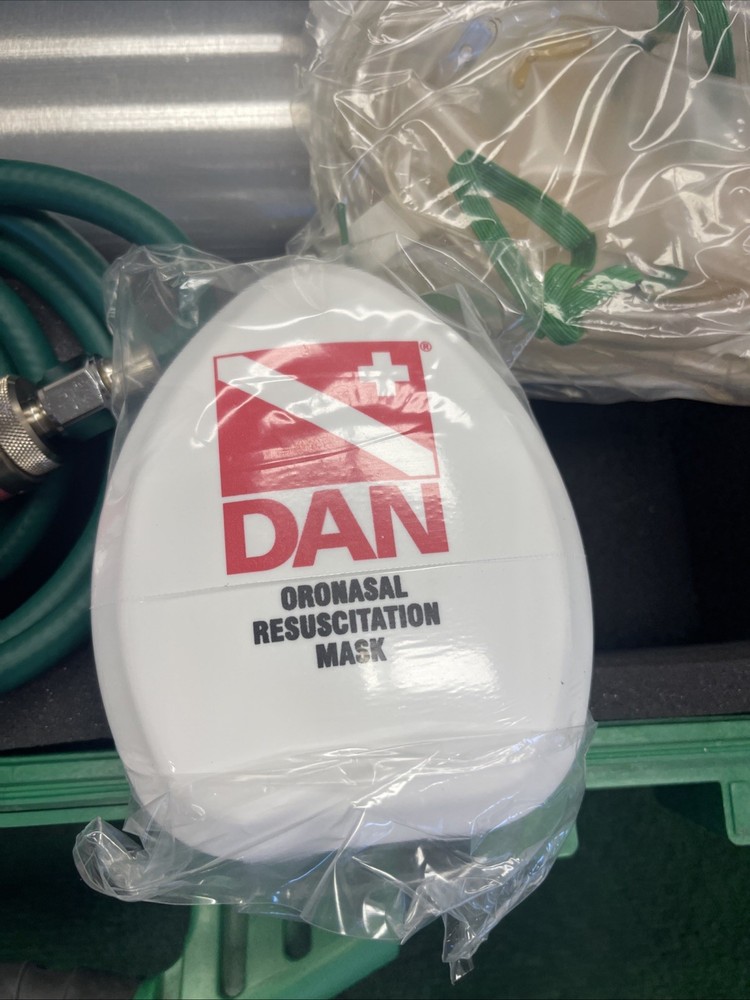 ®
DAN
ORONASAL
RESUSCITATION
MASK